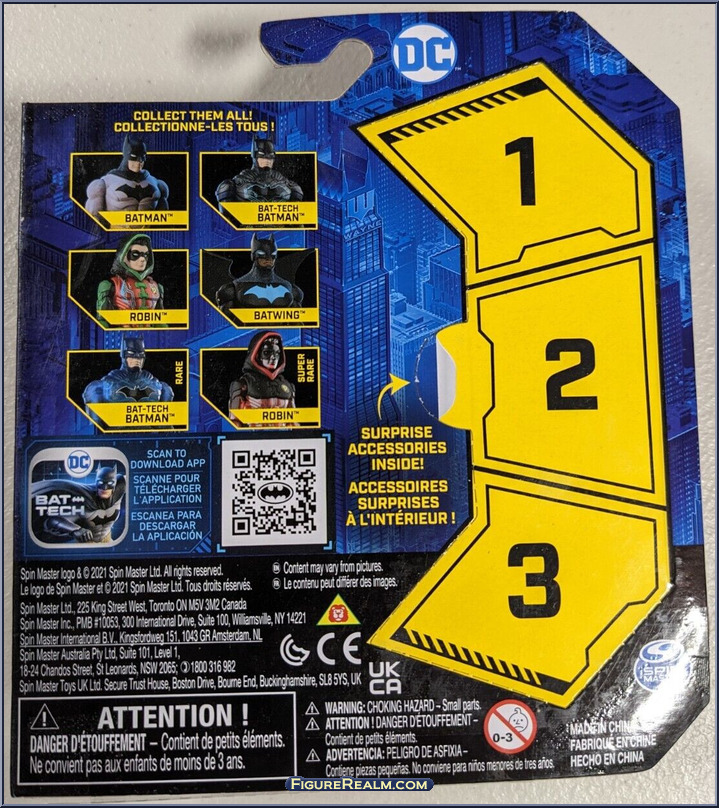 DC
COLLECT THEM ALL!
COLLECTIONNE-LES TOUS !
BATMAN™
BAT-TECH
BATMAN™
ROBIN™
BATWING™
RARE
BAT-TECH
BATMAN™
SUPER
RARE
ROBIN™
1
2
3
SURPRISE
ACCESSORIES
INSIDE!
ACCESSOIRES
SURPRISES
À L'INTÉRIEUR !
DC
BAT
TECH
SCAN TO
DOWNLOAD APP
SCANNE POUR
TÉLÉCHARGER
L'APPLICATION
ESCANEA PARA
DESCARGAR
LA APLICACIÓN
Spin Master logo & © 2021 Spin Master Ltd. All rights reserved.
Le logo de Spin Master et © 2021 Spin Master Ltd. Tous droits réservés.
Content may vary from pictures.
Le contenu peut différer des images.
Spin Master Ltd., 225 King Street West, Toronto ON M5V 3M2 Canada
Spin Master Inc., PMB #10053, 300 International Drive, Suite 100, Williamsville, NY 14221
Spin Master International B.V., Kingsfordweg 151, 1043 GR Amsterdam, NL
Spin Master Australia Pty Ltd, Suite 101, Level 1,
18-24 Chandos Street, St Leonards, NSW 2065; 1800 316 982
Spin Master Toys UK Ltd. Secure Trust House, Boston Drive, Bourne End, Buckinghamshire, SL8 5YS, UK
CE
UK
CA
ATTENTION !
DANGER D'ÉTOUFFEMENT – Contient de petits éléments.
Ne convient pas aux enfants de moins de 3 ans.
WARNING: CHOKING HAZARD – Small parts.
ATTENTION ! DANGER D'ÉTOUFFEMENT –
Contient de petits éléments.
ADVERTENCIA: PELIGRO DE ASFIXIA –
Contiene piezas pequeñas. No conviene para niños menores de tres años.
0-3
SPIN
MASTER
MADE IN CHINA
FABRIQUÉ EN CHINE
HECHO EN CHINA
FigureRealm.com